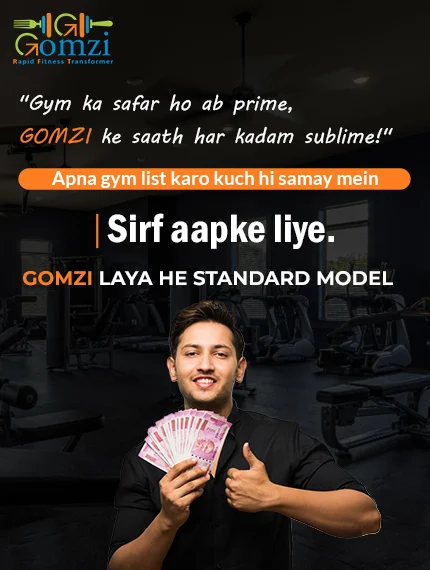 Gomzi
Rapid Fitness Transformer
"Gym ka safar ho ab prime,
GOMZI ke saath har kadam sublime!"
Apna gym list karo kuch hi samay mein
Sirf aapke liye.
GOMZI LAYA HE STANDARD MODEL